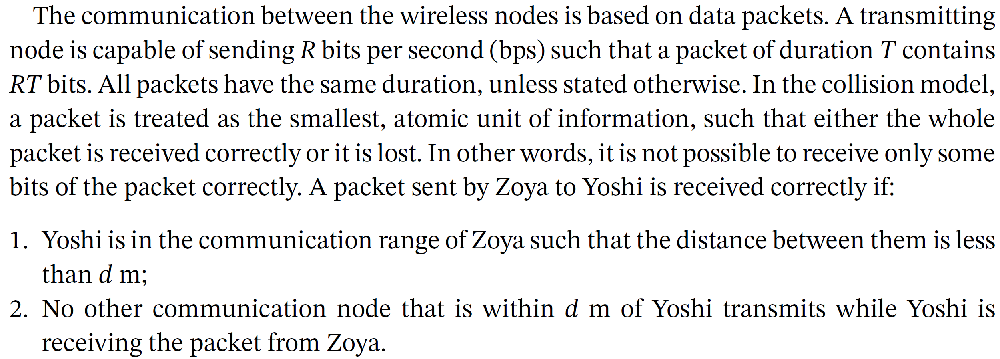 The communication between the wireless nodes is based on data packets. A transmitting
node is capable of sending R bits per second (bps) such that a packet of duration T contains
RT bits. All packets have the same duration, unless stated otherwise. In the collision model,
a packet is treated as the smallest, atomic unit of information, such that either the whole
packet is received correctly or it is lost. In other words, it is not possible to receive only some
bits of the packet correctly. A packet sent by Zoya to Yoshi is received correctly if:
1. Yoshi is in the communication range of Zoya such that the distance between them is less
than d m;
2. No other communication node that is within d m of Yoshi transmits while Yoshi is
receiving the packet from Zoya.